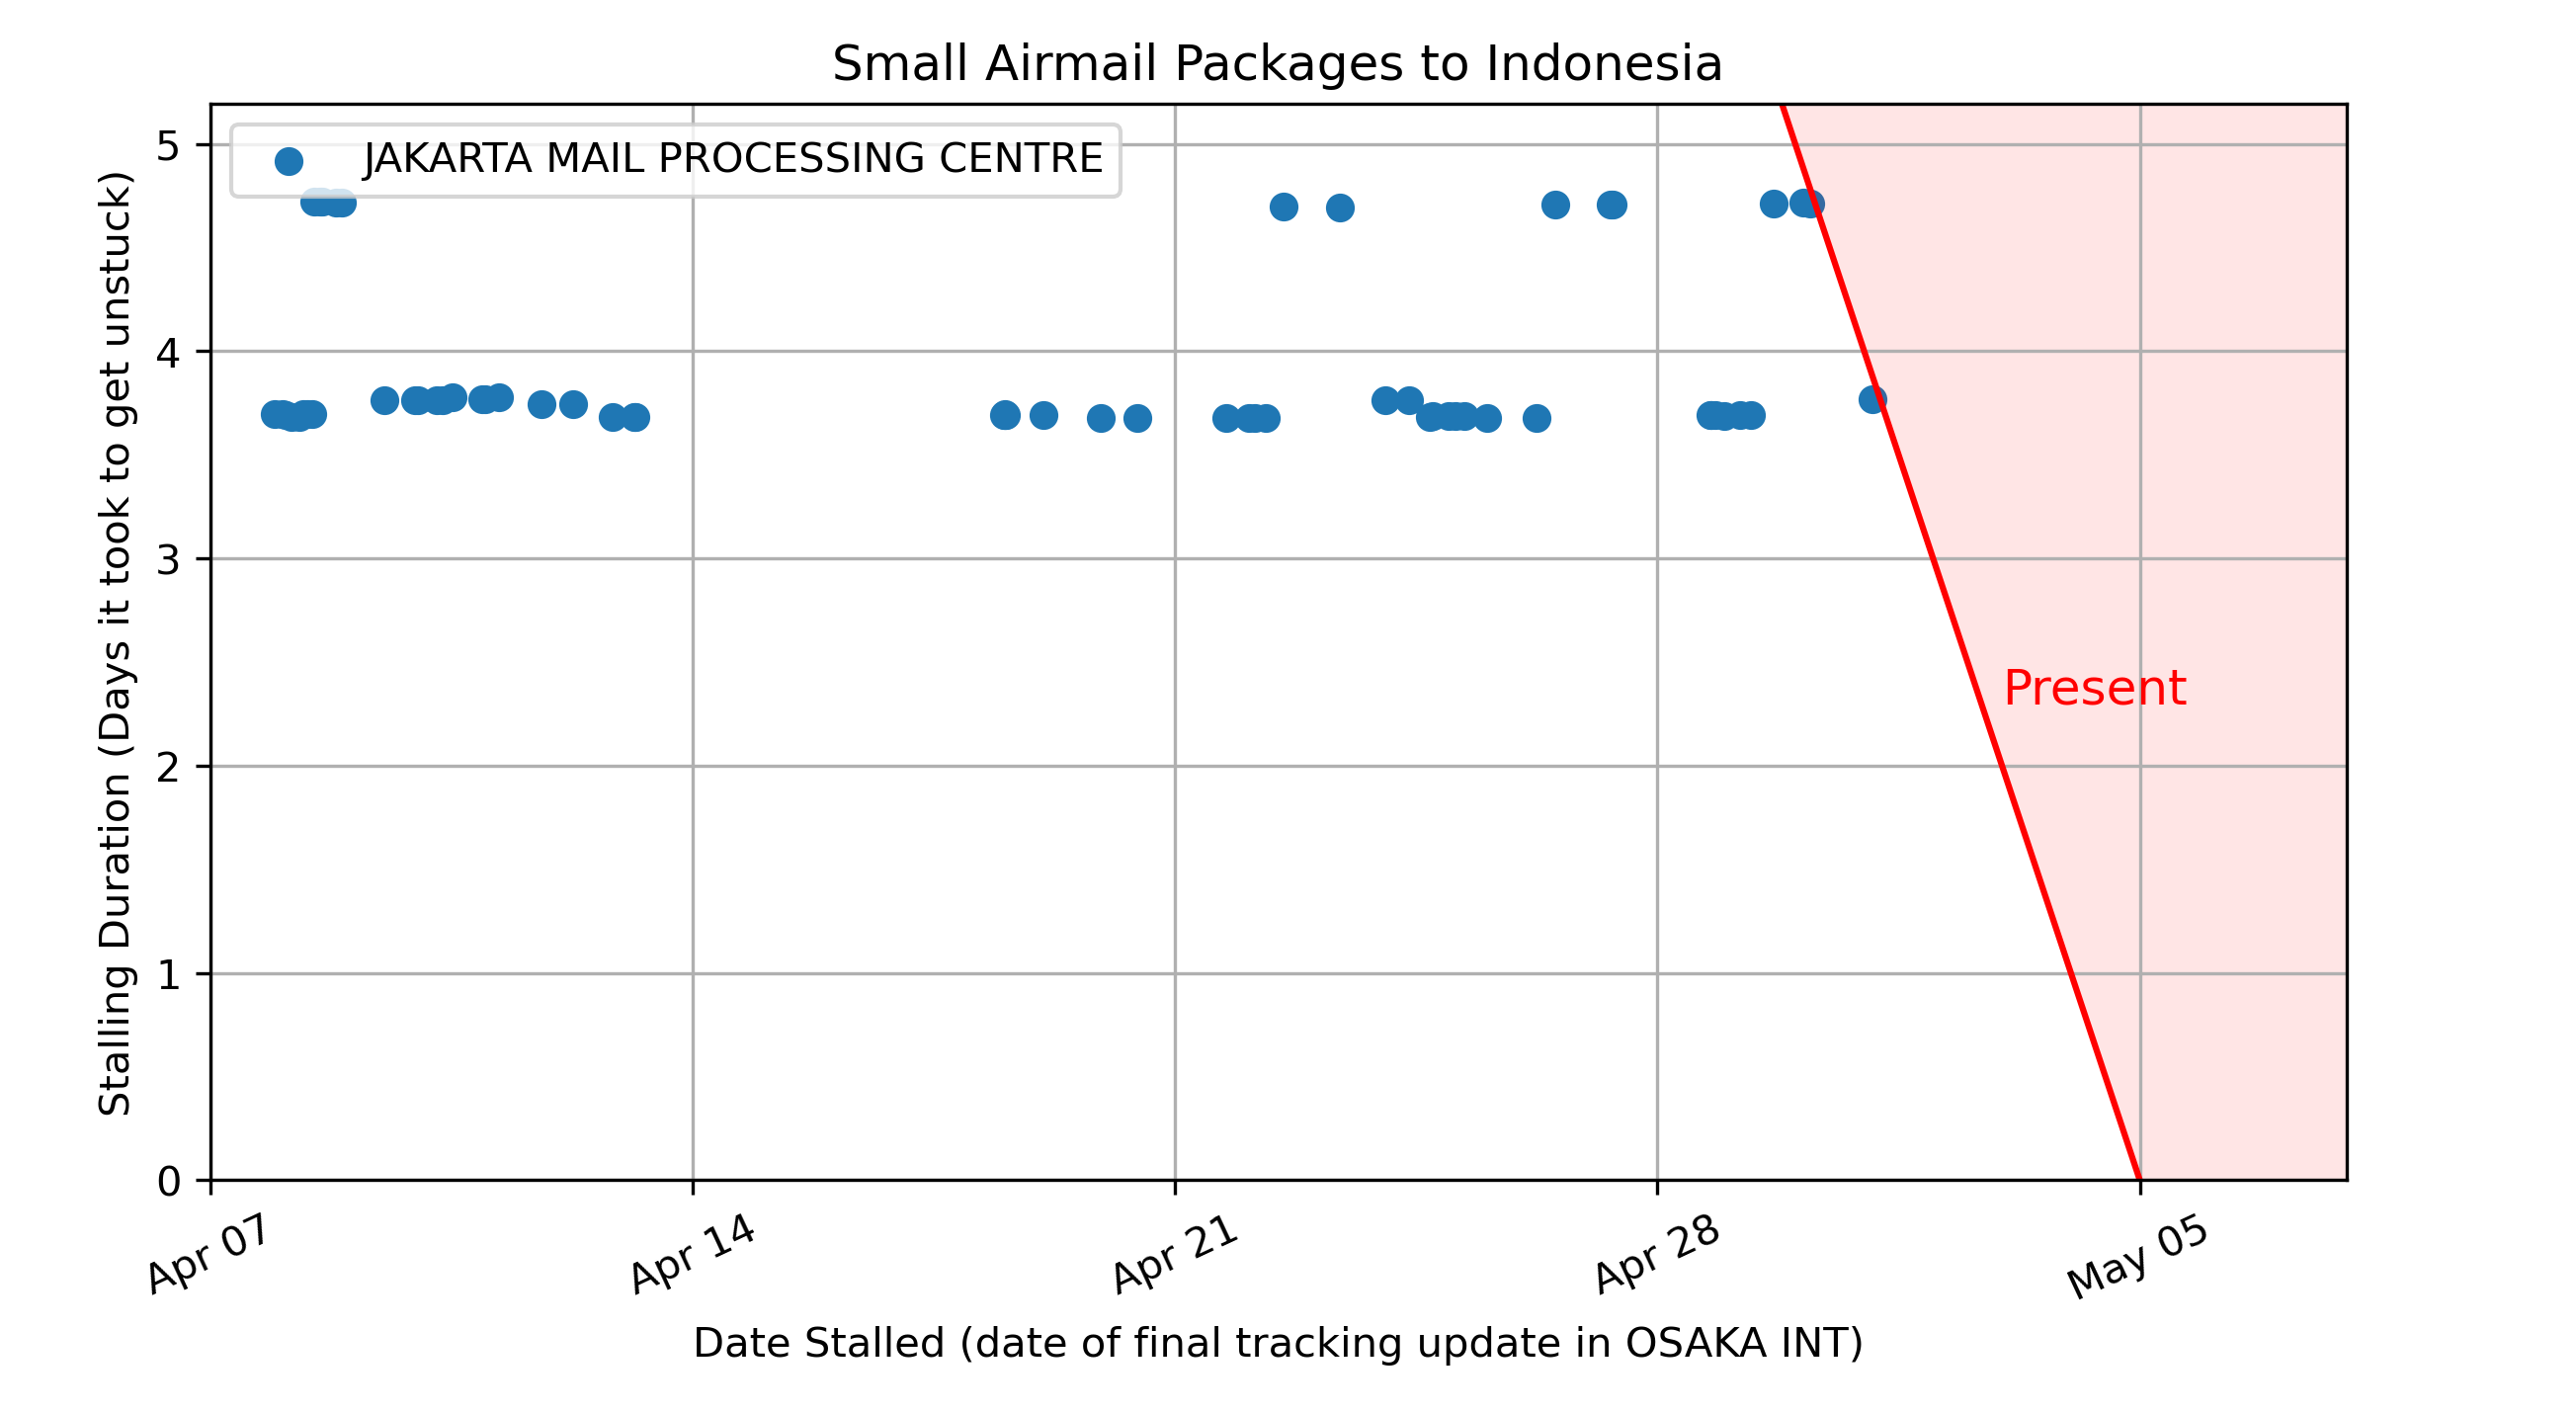 Small Airmail Packages to Indonesia
JAKARTA MAIL PROCESSING CENTRE
Stalling Duration (Days it took to get unstuck)
5
4
3
2
1
0
Present
Apr 07
Apr 14
Apr 21
Apr 28
May 05
Date Stalled (date of final tracking update in OSAKA INT)